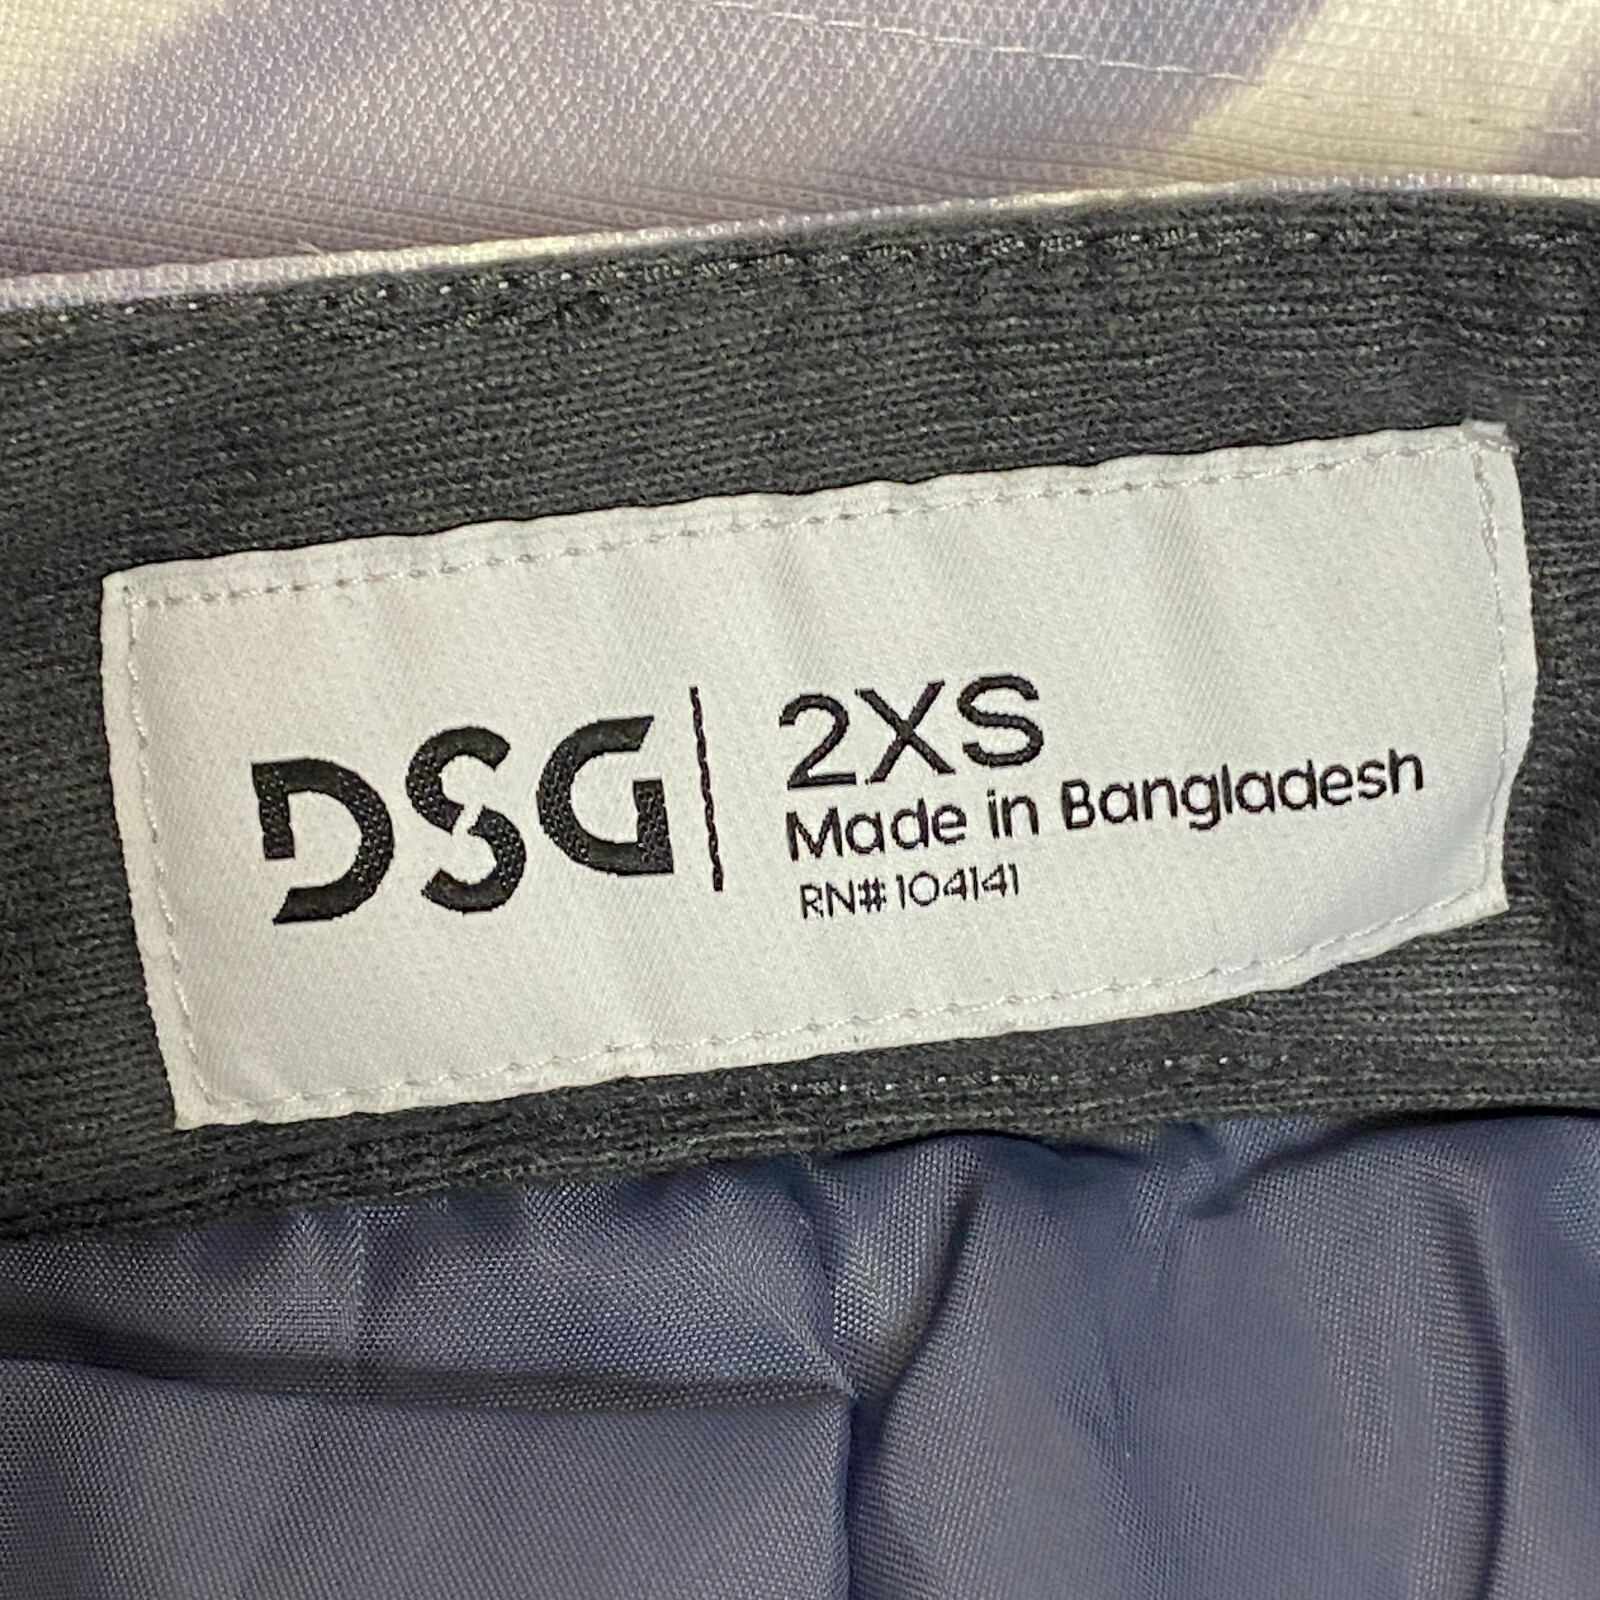 DSG | 2XS
Made in Bangladesh
RN# 104141